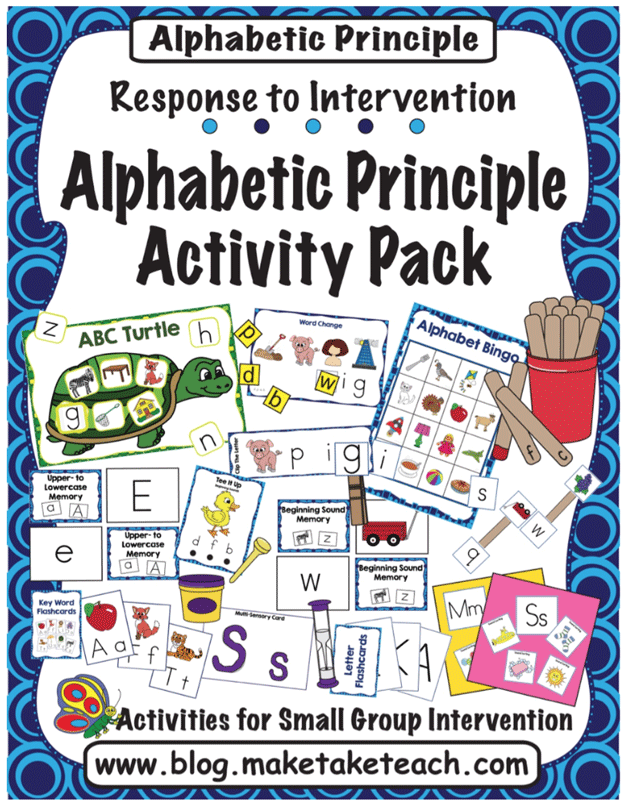 Alphabetic Principle
Response to Intervention
Alphabetic Principle
Activity Pack
z
ABC Turtle
h
g
n
p
d
b
Word Change
w i g
Alphabet Bingo
f
c
Clip The Letter
p i g i
s
Upper- to
Lowercase
Memory
a A
E
Tee It Up
d f b
Beginning Sound
Memory
z
g
w
e
Upper- to
Lowercase
Memory
a A
w
Beginning Sound
Memory
z
Key Word
Flashcards
Aa
f
Tt
Multi-Sensory Card
S s
Letter
Flashcards
K
A
Mm
Ss
Activities for Small Group Intervention
www.blog.maketaketeach.com